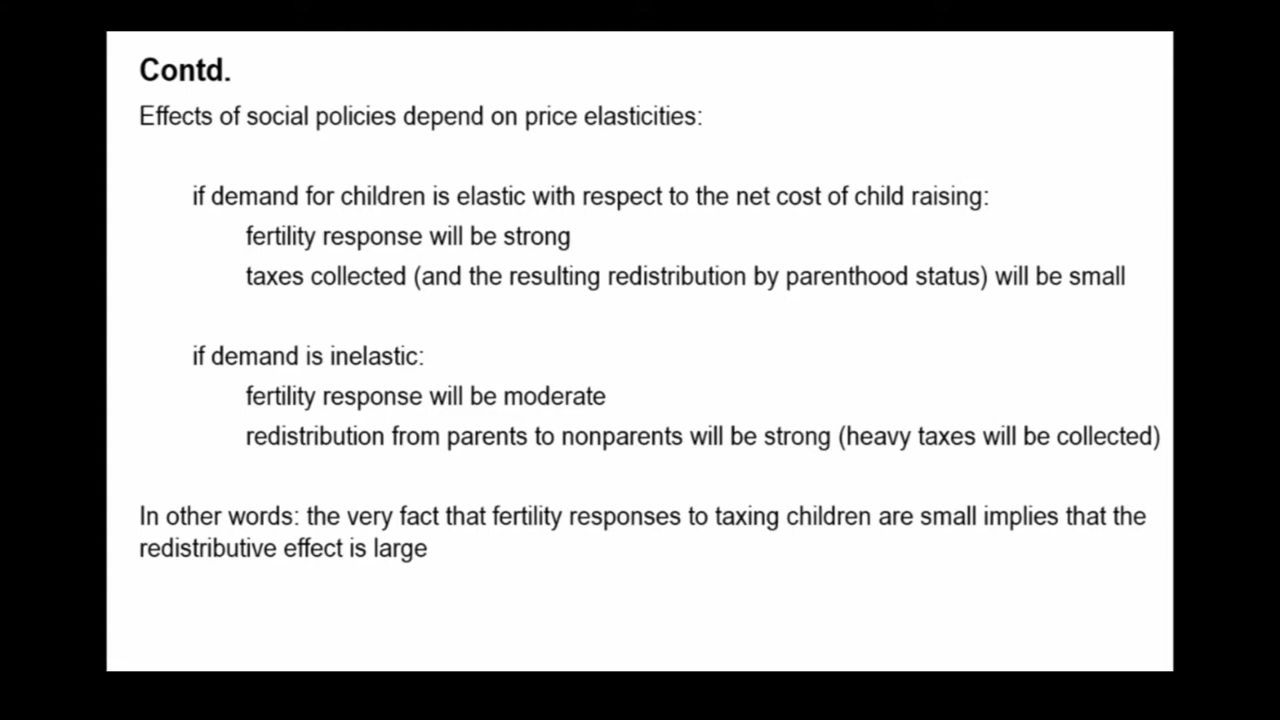 Contd.
Effects of social policies depend on price elasticities:
if demand for children is elastic with respect to the net cost of child raising:
fertility response will be strong
taxes collected (and the resulting redistribution by parenthood status) will be small
if demand is inelastic:
fertility response will be moderate
redistribution from parents to nonparents will be strong (heavy taxes will be collected)
In other words: the very fact that fertility responses to taxing children are small implies that the
redistributive effect is large